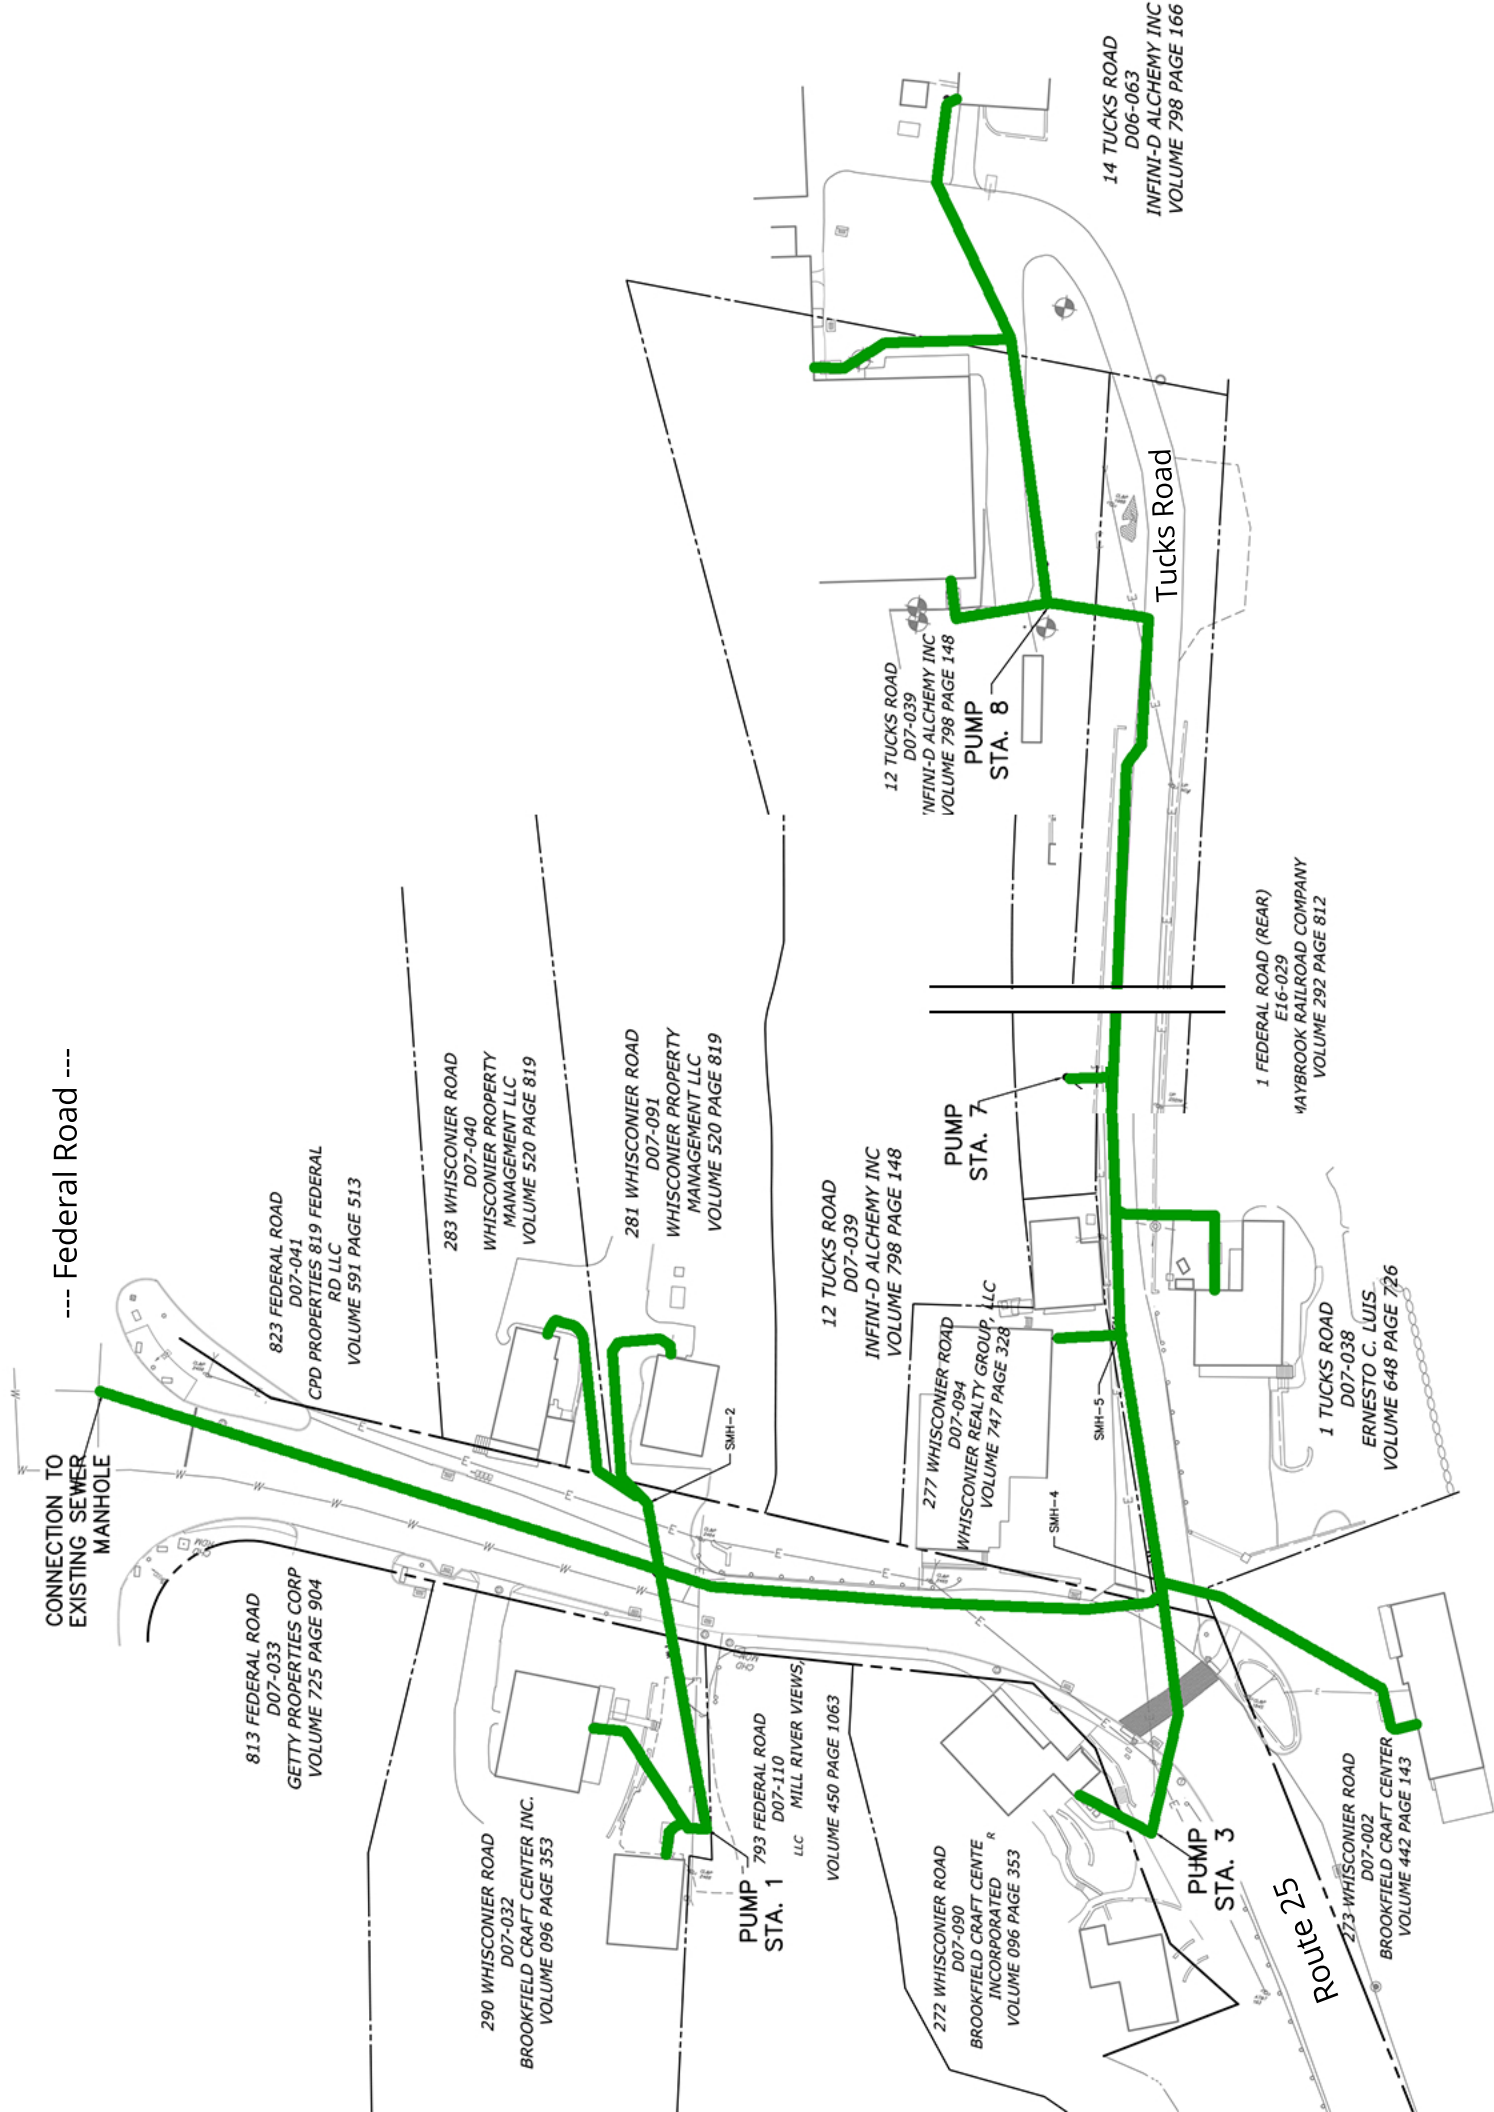 --- Federal Road ---
CONNECTION TO
EXISTING SEWER
MANHOLE
823 FEDERAL ROAD
D07-041
CPD PROPERTIES 819 FEDERAL
RD LLC
VOLUME 591 PAGE 513
283 WHISCONIER ROAD
D07-040
WHISCONIER PROPERTY
MANAGEMENT LLC
VOLUME 520 PAGE 819
281 WHISCONIER ROAD
D07-091
WHISCONIER PROPERTY
MANAGEMENT LLC
VOLUME 520 PAGE 819
SMH-2
813 FEDERAL ROAD
D07-033
GETTY PROPERTIES CORP
VOLUME 725 PAGE 904
290 WHISCONIER ROAD
D07-032
BROOKFIELD CRAFT CENTER INC.
VOLUME 096 PAGE 353
PUMP
STA. 1
793 FEDERAL ROAD
D07-110
MILL RIVER VIEWS,
LLC
VOLUME 450 PAGE 1063
12 TUCKS ROAD
D07-039
INFINI-D ALCHEMY INC
VOLUME 798 PAGE 148
277 WHISCONIER ROAD
D07-094
WHISCONIER REALTY GROUP, LLC
VOLUME 747 PAGE 328
PUMP
STA. 7
SMH-5
SMH-4
272 WHISCONIER ROAD
D07-090
BROOKFIELD CRAFT CENTE
R
INCORPORATED
VOLUME 096 PAGE 353
PUMP
STA. 3
Route 25
273 WHISCONIER ROAD
D07-002
BROOKFIELD CRAFT CENTER
VOLUME 442 PAGE 143
1 TUCKS ROAD
D07-038
ERNESTO C. LUIS
VOLUME 648 PAGE 726
1 FEDERAL ROAD (REAR)
E16-029
MAYBROOK RAILROAD COMPANY
VOLUME 292 PAGE 812
12 TUCKS ROAD
D07-039
INFINI-D ALCHEMY INC
VOLUME 798 PAGE 148
PUMP
STA. 8
Tucks Road
14 TUCKS ROAD
D06-063
INFINI-D ALCHEMY INC
VOLUME 798 PAGE 166